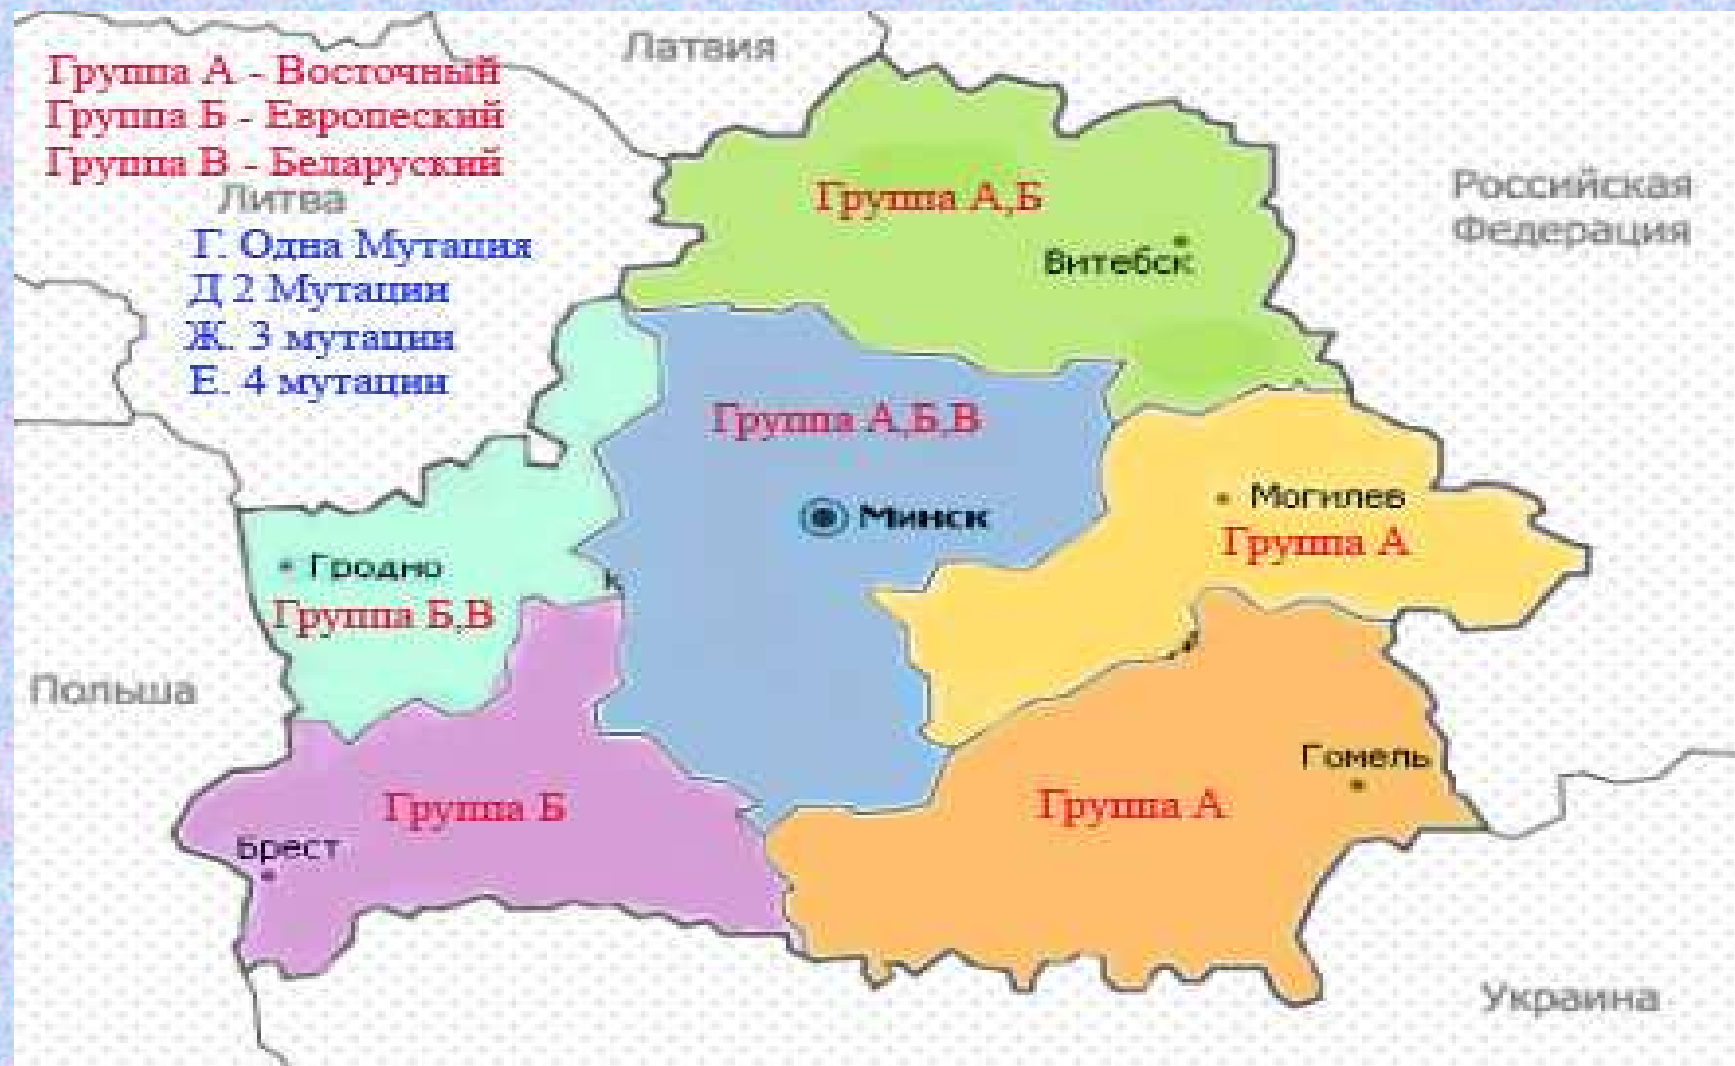 Латвия
Группа А - Восточный
Группа Б - Европеский
Группа В - Беларуский
Литва
Г. Одна Мутация
Д 2 Мутации
Ж. 3 мутации
Е. 4 мутации
Российская
Федерация
Группа А,Б
Витебск
Группа А,Б,В
Минск
Могилев
Группа А
Гродно
Группа Б,В
к
Польша
Гомель
Группа Б
Группа А
Брест
Украина